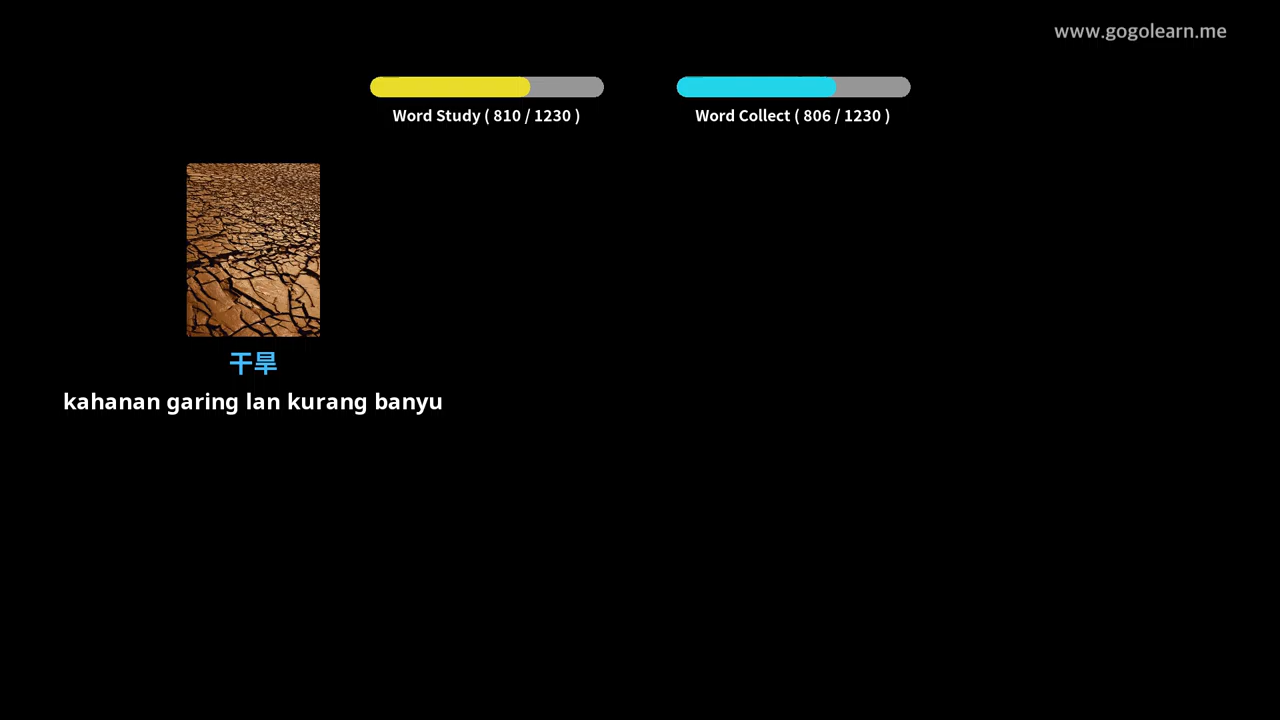 www.gogolearn.me
Word Study ( 810 / 1230 )
Word Collect ( 806 / 1230 )
干旱
kahanan garing lan kurang banyu